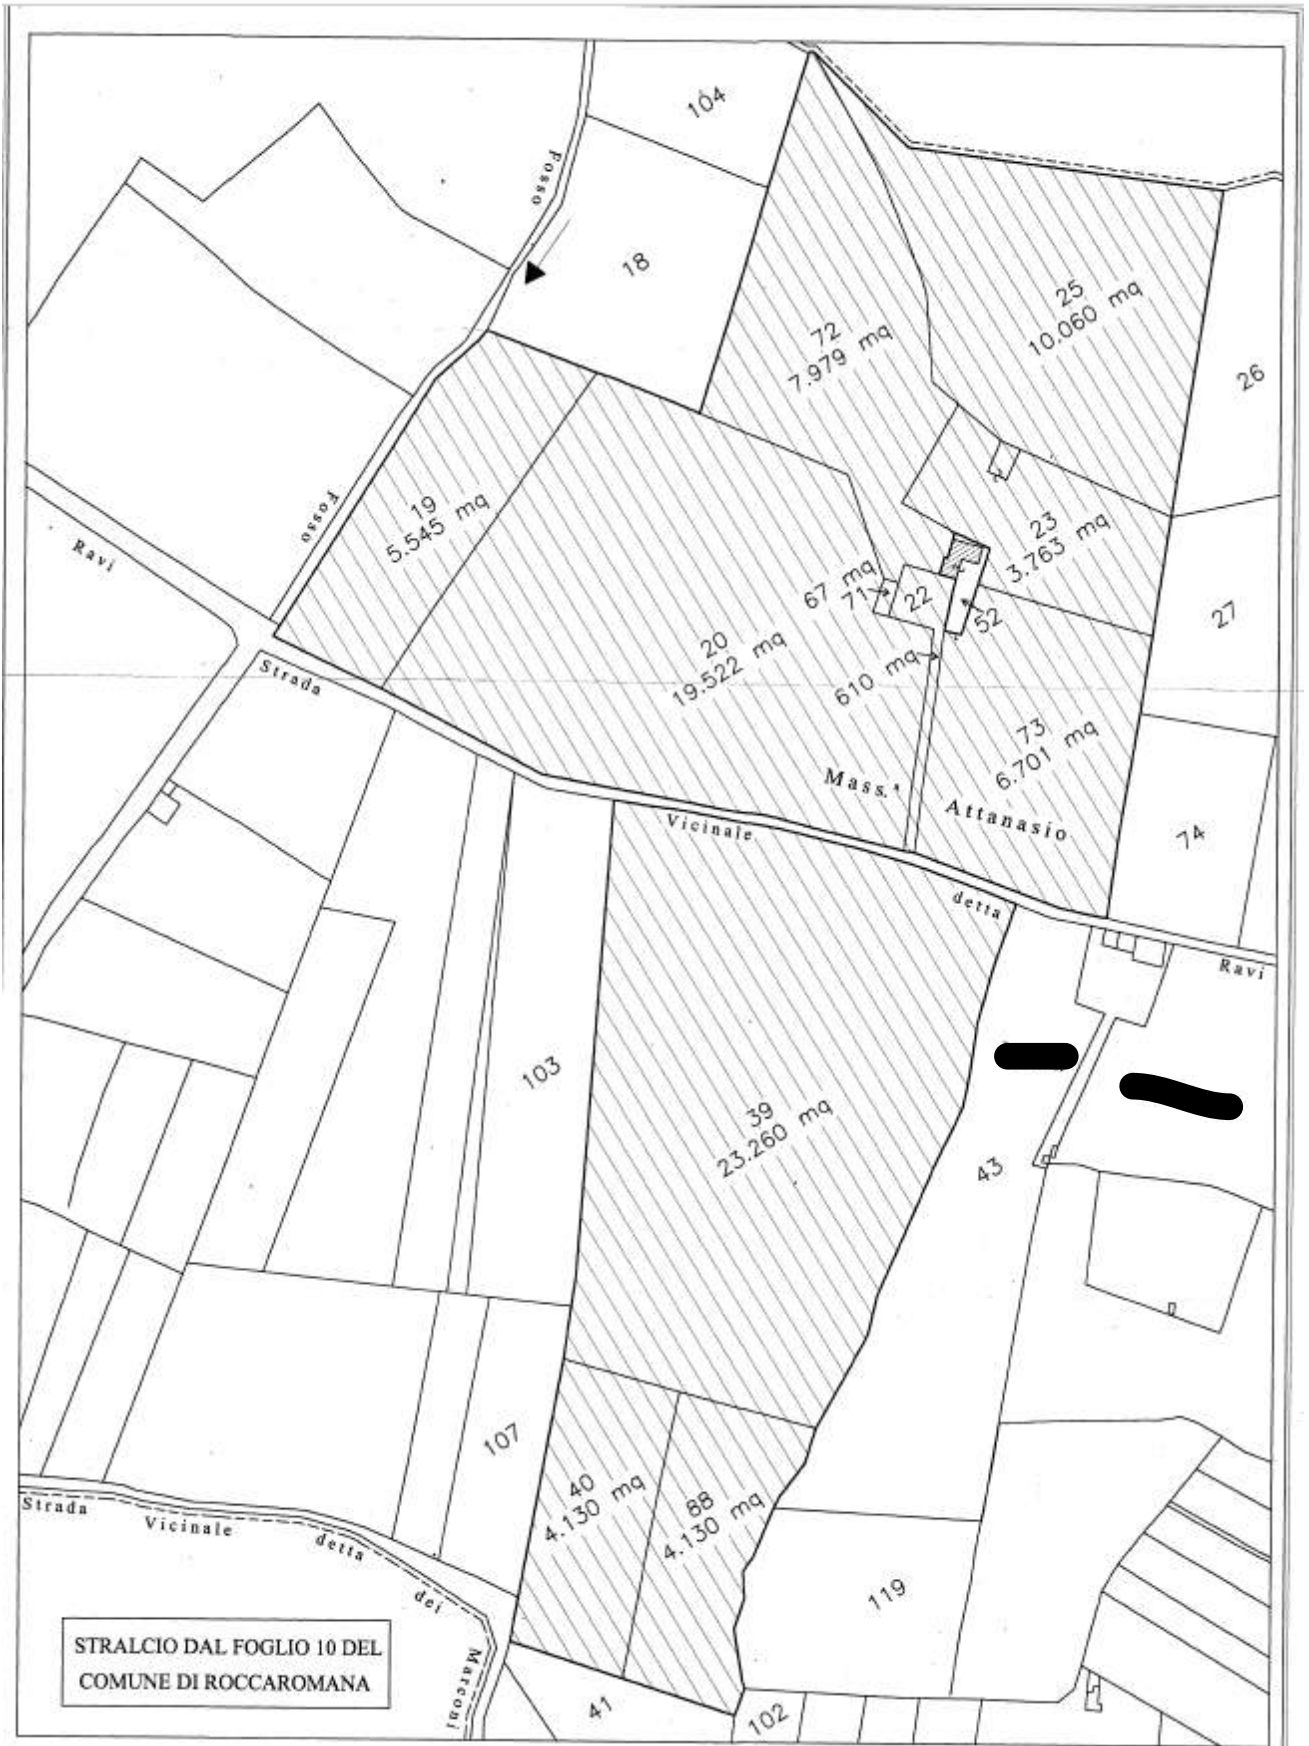 104
Fosso
18
25
10.060 mq
72
7.979 mq
26
19
5.545 mq
Fosso
23
3.763 mq
Ravi
67 mq
71
22
52
27
20
19.522 mq
610 mq
Strada
73
6.701 mq
Mass.ª
Attanasio
Vicinale
74
detta
Ravi
103
39
23.260 mq
43
107
40
4.130 mq
88
4.130 mq
Strada
Vicinale
detta
dei
Marconi
119
STRALCIO DAL FOGLIO 10 DEL
COMUNE DI ROCCAROMANA
41
102